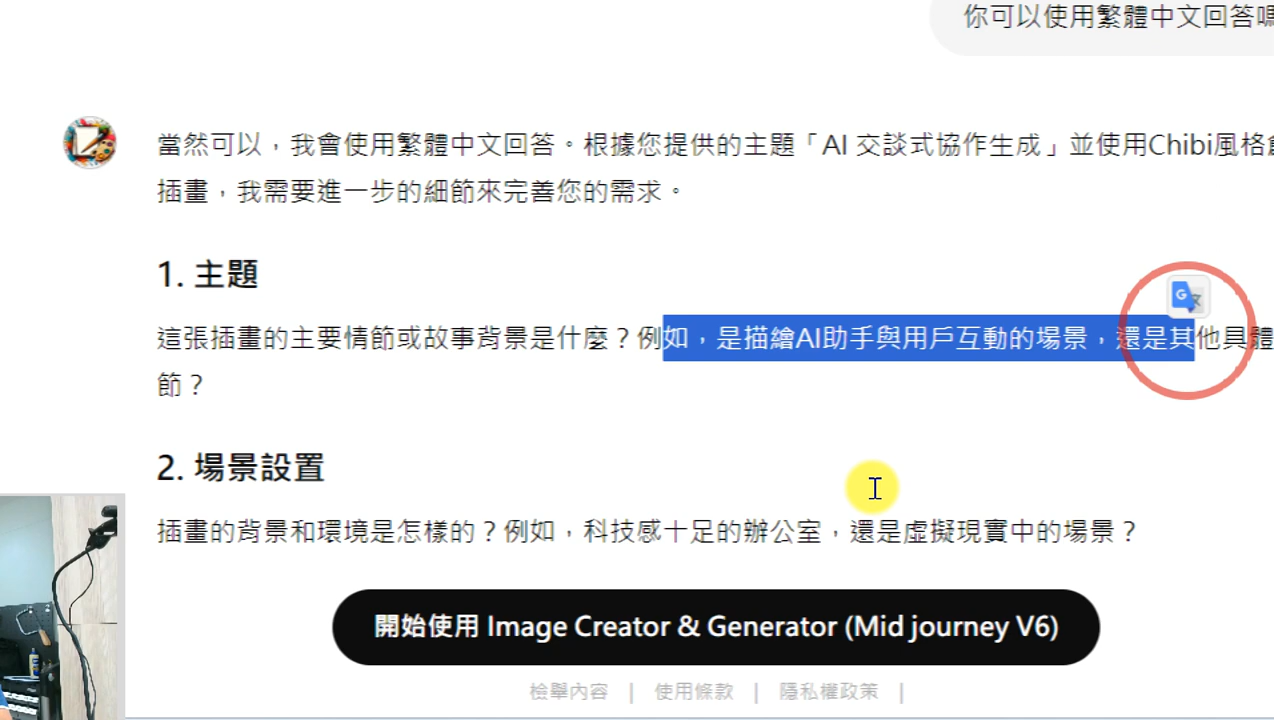 你可以使用繁體中文回答嗎
當然可以，我會使用繁體中文回答。根據您提供的主題「AI 交談式協作生成」並使用Chibi風格創
插畫，我需要進一步的細節來完善您的需求。
1. 主題
這張插畫的主要情節或故事背景是什麼？例如，是描繪AI助手與用戶互動的場景，還是其他具體
節？
2. 場景設置
插畫的背景和環境是怎樣的？例如，科技感十足的辦公室，還是虛擬現實中的場景？
開始使用 Image Creator & Generator (Mid journey V6)
檢舉內容 | 使用條款 | 隱私權政策 |